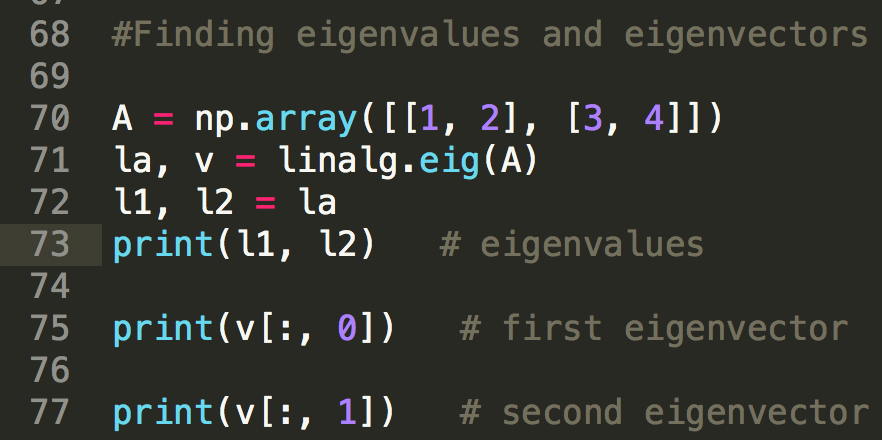 68 #Finding eigenvalues and eigenvectors
69
70 A = np.array([[1, 2], [3, 4]])
71 la, v = linalg.eig(A)
72 l1, l2 = la
73 print(l1, l2)   # eigenvalues
74
75 print(v[:, 0])   # first eigenvector
76
77 print(v[:, 1])   # second eigenvector